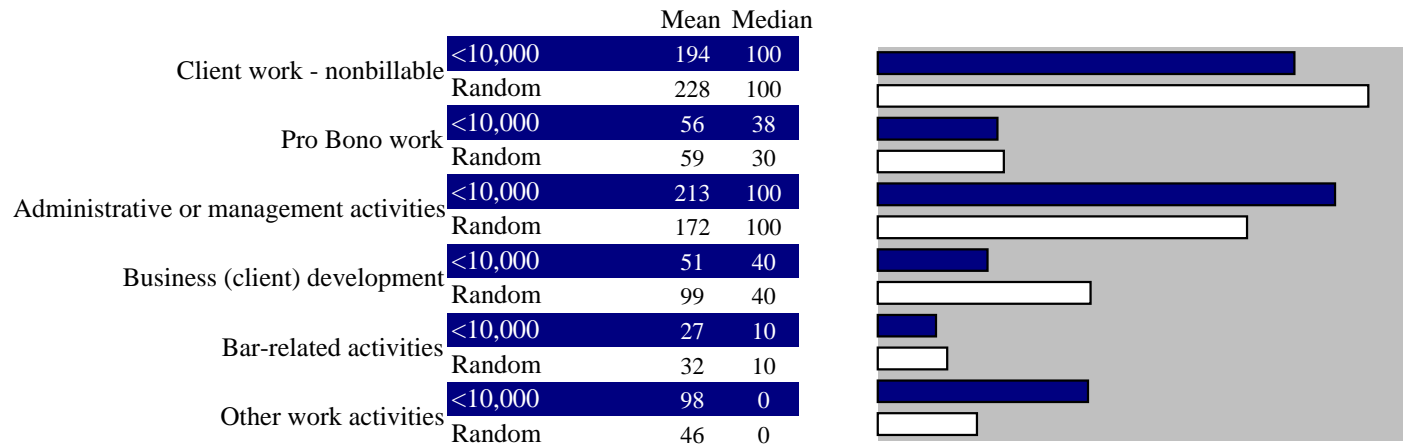 Mean Median
Client work - nonbillable
<10,000 194 100
Random 228 100
Pro Bono work
<10,000 56 38
Random 59 30
Administrative or management activities
<10,000 213 100
Random 172 100
Business (client) development
<10,000 51 40
Random 99 40
Bar-related activities
<10,000 27 10
Random 32 10
Other work activities
<10,000 98 0
Random 46 0